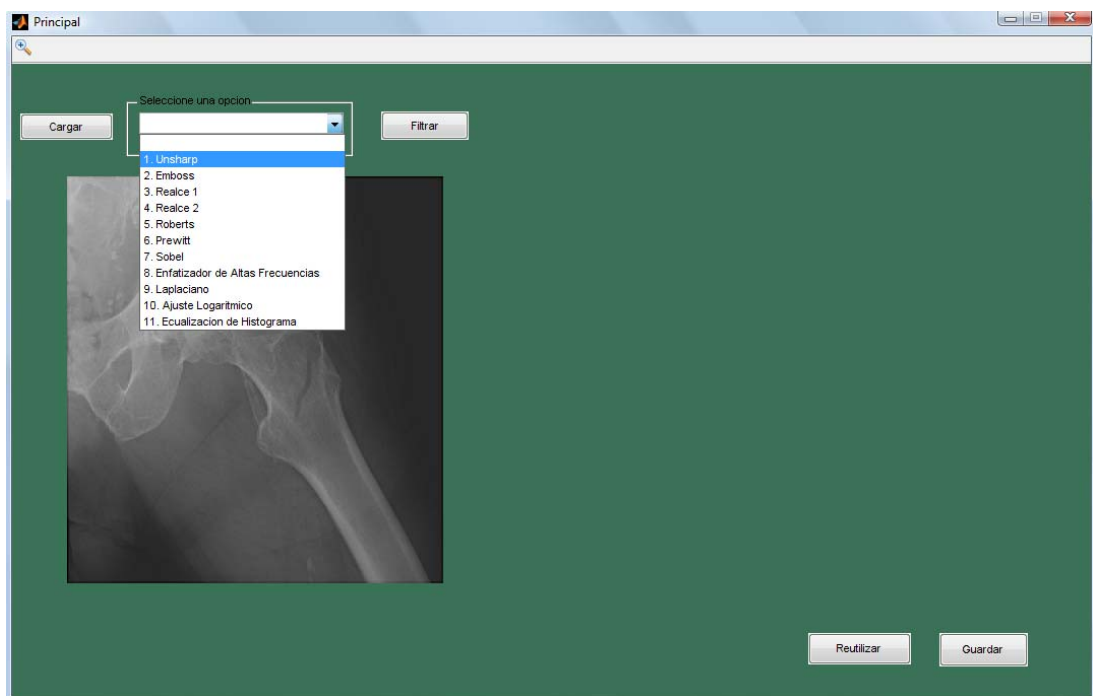 Principal
Seleccione una opcion
Cargar
Filtrar
1. Unsharp
2. Emboss
3. Realce 1
4. Realce 2
5. Roberts
6. Prewitt
7. Sobel
8. Enfatizador de Altas Frecuencias
9. Laplaciano
10. Ajuste Logaritmico
11. Ecualizacion de Histograma
Reutilizar
Guardar